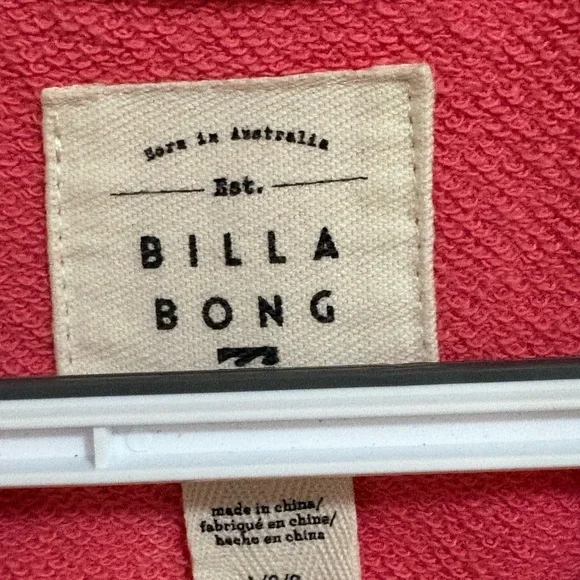 Born in Australia
Est.
BILLA
BONG
made in china/
fabriqué en chine/
hecho en china